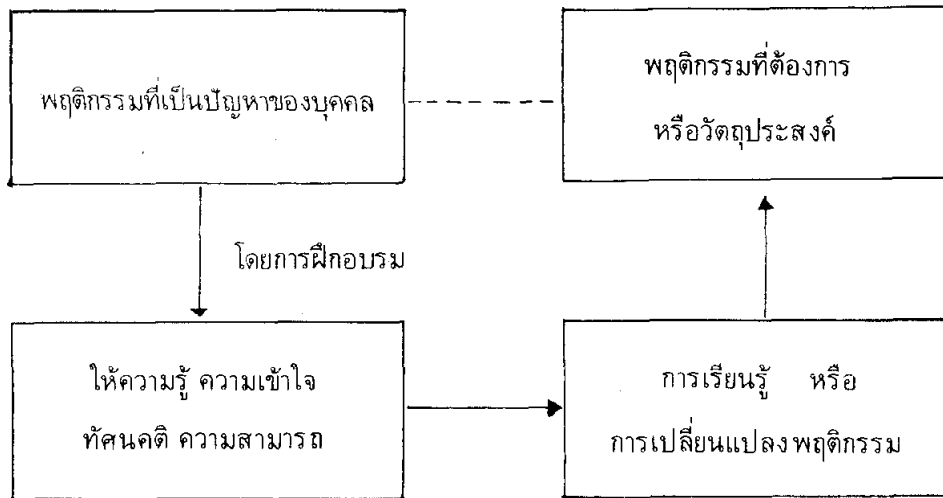 พฤติกรรมที่เป็นปัญหาของบุคคล
พฤติกรรมที่ต้องการ
หรือวัตถุประสงค์
โดยการฝึกอบรม
ให้ความรู้ ความเข้าใจ
ทัศนคติ ความสามารถ
การเรียนรู้ หรือ
การเปลี่ยนแปลงพฤติกรรม